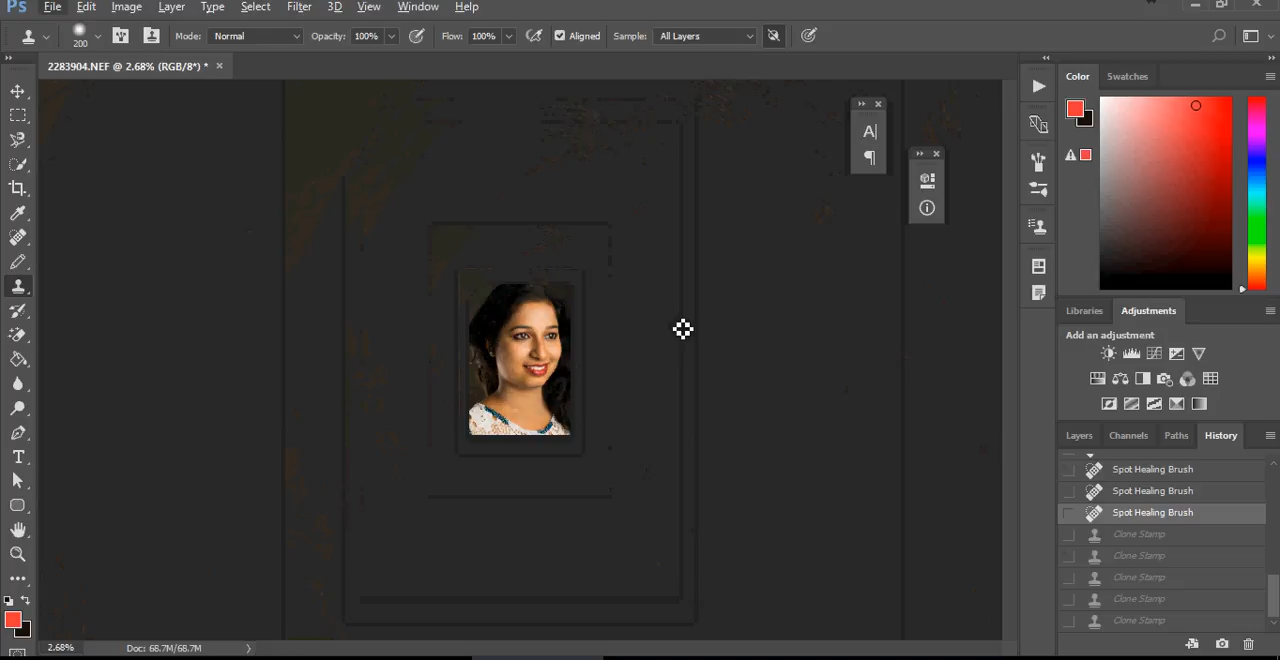 Ps File Edit Image Layer Type Select Filter 3D View Window Help
200 Mode: Normal Opacity: 100% Flow: 100% Aligned Sample: All Layers
2283904.NEF @ 2.68% (RGB/8*) *
Color Swatches
A
Libraries Adjustments
Add an adjustment
Layers Channels Paths History
Spot Healing Brush
Spot Healing Brush
Spot Healing Brush
Clone Stamp
Clone Stamp
Clone Stamp
Clone Stamp
Clone Stamp
2.68% Doc: 68.7M/68.7M